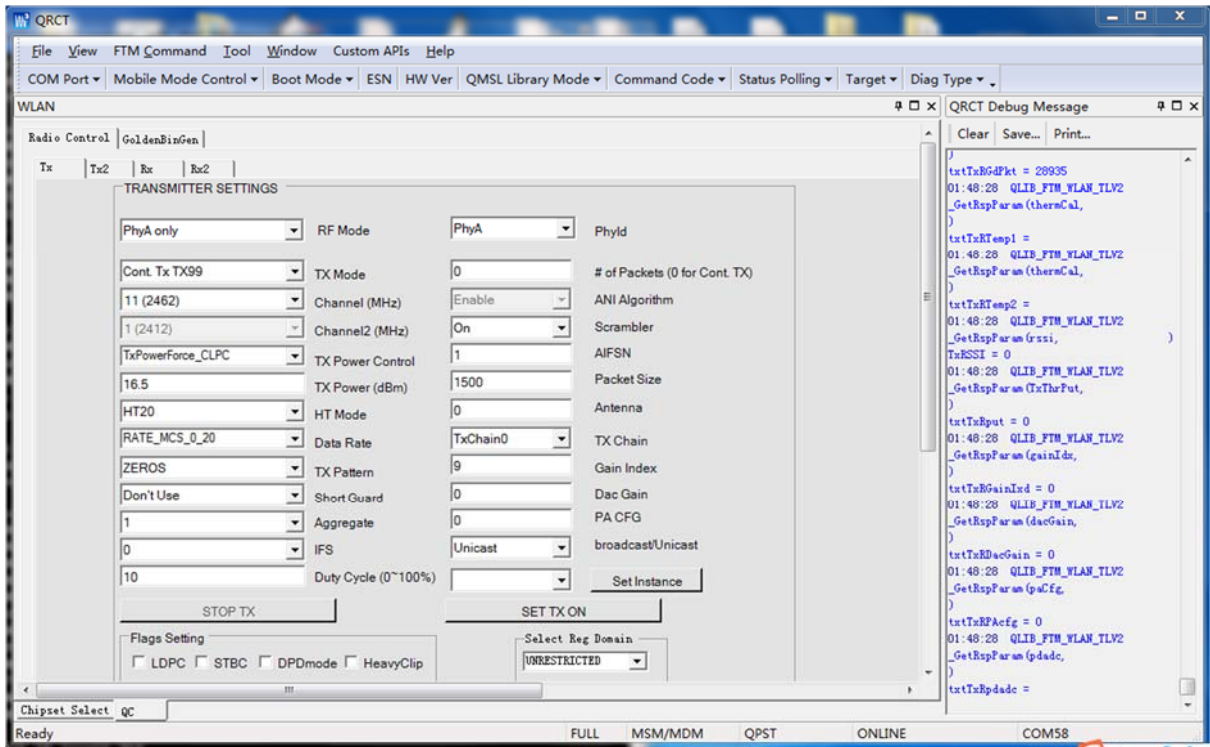 QRCT
File View FTM Command Tool Window Custom APIs Help
COM Port Mobile Mode Control Boot Mode ESN HW Ver QMSL Library Mode Command Code Status Polling Target Diag Type
WLAN
Radio Control GoldenBinGen
Tx Tx2 Rx Rx2
TRANSMITTER SETTINGS
PhyA only RF Mode PhyA PhyId
Cont. Tx TX99 TX Mode 0 # of Packets (0 for Cont. TX)
11 (2462) Channel (MHz) Enable ANI Algorithm
1 (2412) Channel2 (MHz) On Scrambler
TxPowerForce_CLPC TX Power Control 1 AIFSN
16.5 TX Power (dBm) 1500 Packet Size
HT20 HT Mode 0 Antenna
RATE_MCS_0_20 Data Rate TxChain0 TX Chain
ZEROS TX Pattern 9 Gain Index
Don't Use Short Guard 0 Dac Gain
1 Aggregate 0 PA CFG
0 IFS Unicast broadcast/Unicast
10 Duty Cycle (0~100%) Set Instance
STOP TX SET TX ON
Flags Setting Select Reg Domain
LDPC STBC DPDmode HeavyClip UNRESTRICTED
Chipset Select QC
QRCT Debug Message
Clear Save... Print...
)
txtTxRGdPkt = 28935
01:48:28 QLIB_FTM_WLAN_TLV2
_GetRspParam(thermCal,
)
txtTxRTemp1 =
01:48:28 QLIB_FTM_WLAN_TLV2
_GetRspParam(thermCal,
)
txtTxRTemp2 =
01:48:28 QLIB_FTM_WLAN_TLV2
_GetRspParam(rssi, )
TxRSSI = 0
01:48:28 QLIB_FTM_WLAN_TLV2
_GetRspParam(TxThrPut,
)
txtTxRput = 0
01:48:28 QLIB_FTM_WLAN_TLV2
_GetRspParam(gainIdx,
)
txtTxRGainIxd = 0
01:48:28 QLIB_FTM_WLAN_TLV2
_GetRspParam(dacGain,
)
txtTxRDacGain = 0
01:48:28 QLIB_FTM_WLAN_TLV2
_GetRspParam(paCfg,
)
txtTxRPAcfg = 0
01:48:28 QLIB_FTM_WLAN_TLV2
_GetRspParam(pdadc,
)
txtTxRpdadc =
Ready FULL MSM/MDM QPST ONLINE COM58